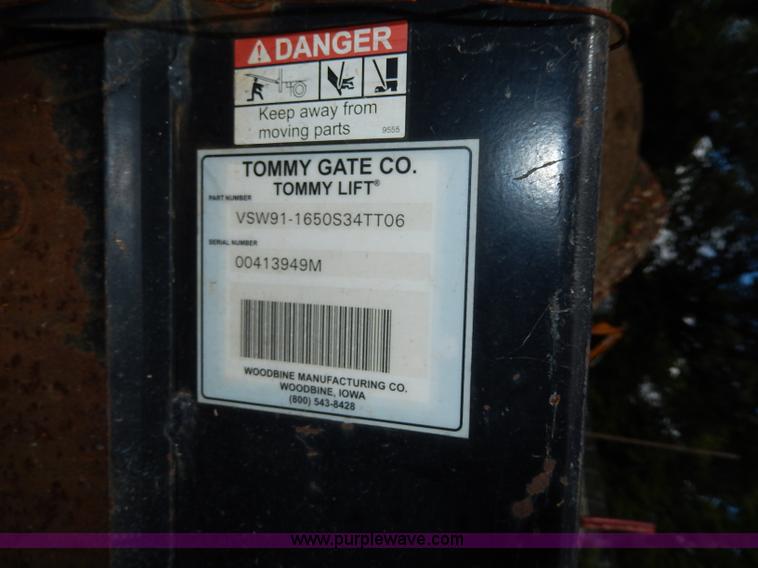 DANGER
Keep away from
moving parts
9555
TOMMY GATE CO.
TOMMY LIFT®
PART NUMBER
VSW91-1650S34TT06
SERIAL NUMBER
00413949M
WOODBINE MANUFACTURING CO.
WOODBINE, IOWA
(800) 543-8428
www.purplewave.com